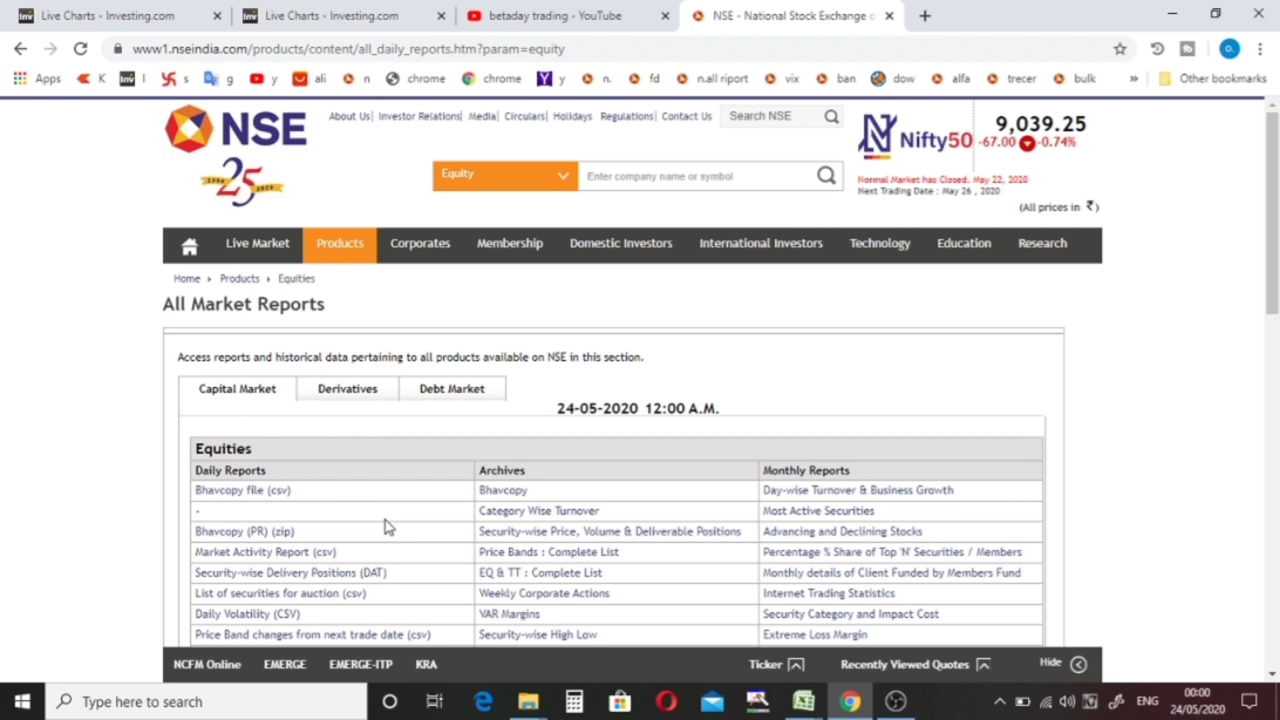 Live Charts - Investing.com
Live Charts - Investing.com
betaday trading - YouTube
NSE - National Stock Exchange o
www1.nseindia.com/products/content/all_daily_reports.htm?param=equity
Apps K I s g y ali n chrome chrome y n. fd n.all riport vix ban dow alfa trecer bulk » Other bookmarks
NSE
25
About Us| Investor Relations| Media| Circulars| Holidays Regulations| Contact Us
Search NSE
Nifty50
9,039.25
-67.00 -0.74%
Normal Market has Closed. May 22, 2020
Next Trading Date : May 26 , 2020
(All prices in ₹)
Equity
Enter company name or symbol
Live Market Products Corporates Membership Domestic Investors International Investors Technology Education Research
Home Products Equities
All Market Reports
Access reports and historical data pertaining to all products available on NSE in this section.
Capital Market Derivatives Debt Market
24-05-2020 12:00 A.M.
Equities
Daily Reports Archives Monthly Reports
Bhavcopy file (csv) Bhavcopy Day-wise Turnover & Business Growth
- Category Wise Turnover Most Active Securities
Bhavcopy (PR) (zip) Security-wise Price, Volume & Deliverable Positions Advancing and Declining Stocks
Market Activity Report (csv) Price Bands : Complete List Percentage % Share of Top 'N' Securities / Members
Security-wise Delivery Positions (DAT) EQ & TT : Complete List Monthly details of Client Funded by Members Fund
List of securities for auction (csv) Weekly Corporate Actions Internet Trading Statistics
Daily Volatility (CSV) VAR Margins Security Category and Impact Cost
Price Band changes from next trade date (csv) Security-wise High Low Extreme Loss Margin
NCFM Online EMERGE EMERGE-ITP KRA Ticker Recently Viewed Quotes Hide
Type here to search
ENG
00:00
24/05/2020